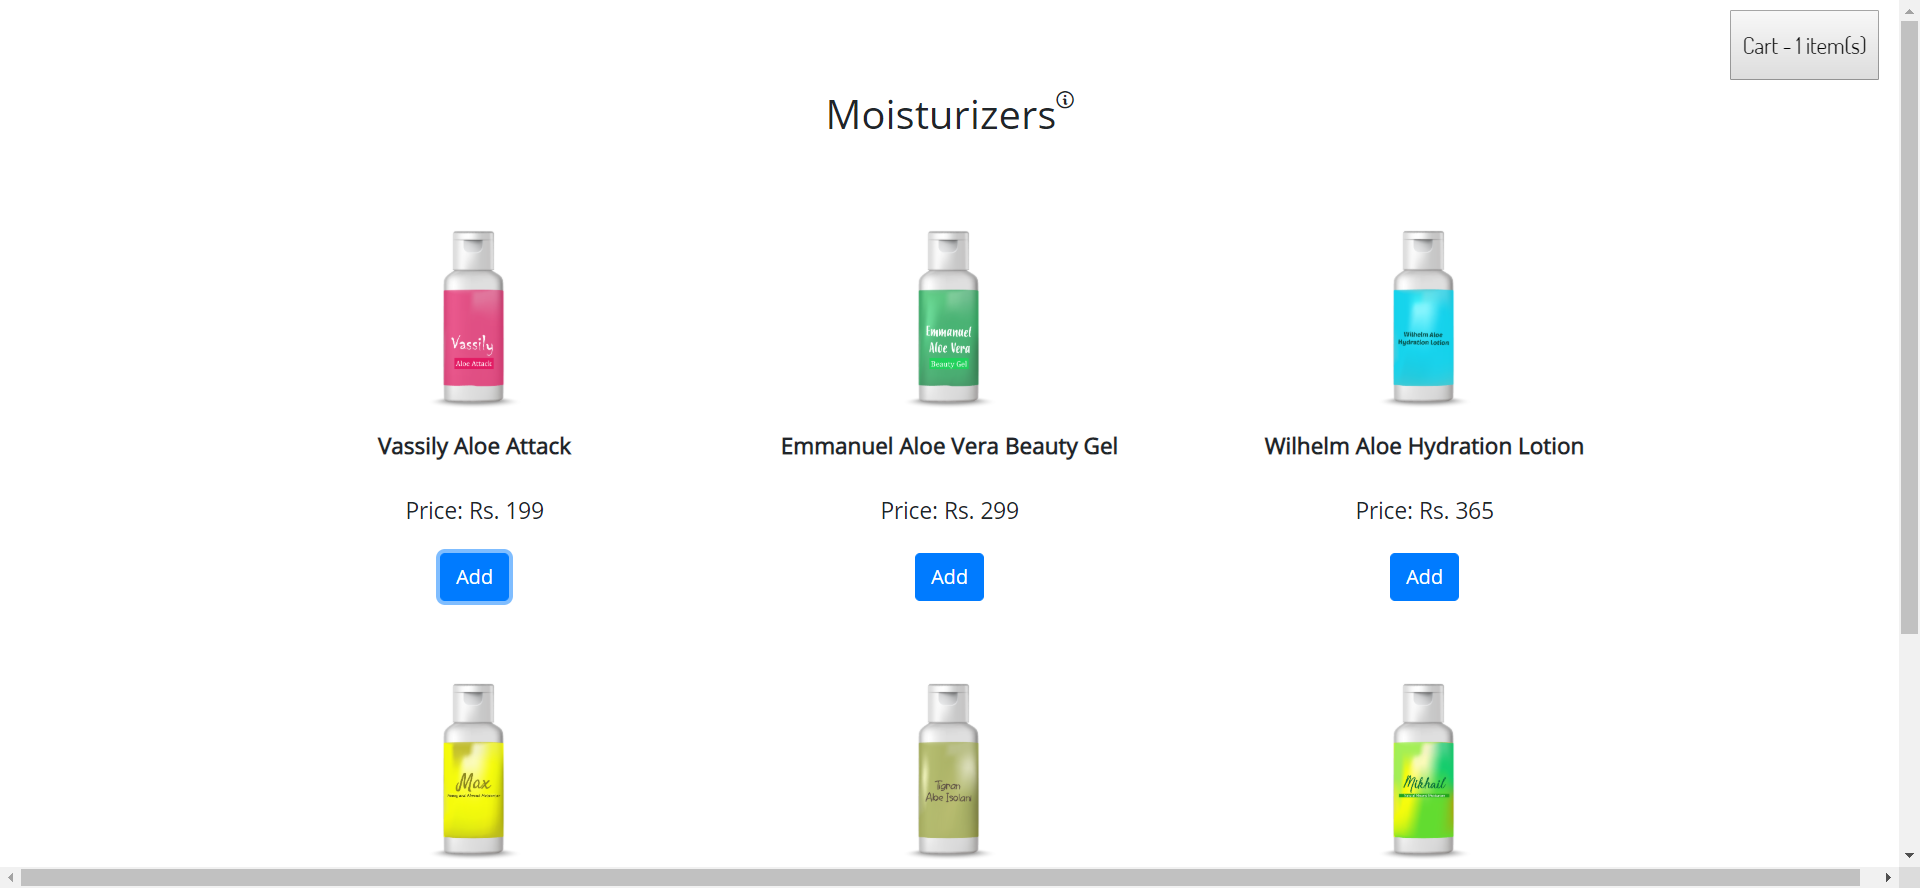 Cart - 1 item(s)
Moisturizers
Vassily
Aloe Attack
Emmanuel
Aloe Vera
Beauty Gel
Wilhelm Aloe
Hydration Lotion
Vassily Aloe Attack
Emmanuel Aloe Vera Beauty Gel
Wilhelm Aloe Hydration Lotion
Price: Rs. 199
Price: Rs. 299
Price: Rs. 365
Add
Add
Add
Max
Tigran
Aloe Isolani
Mikhail